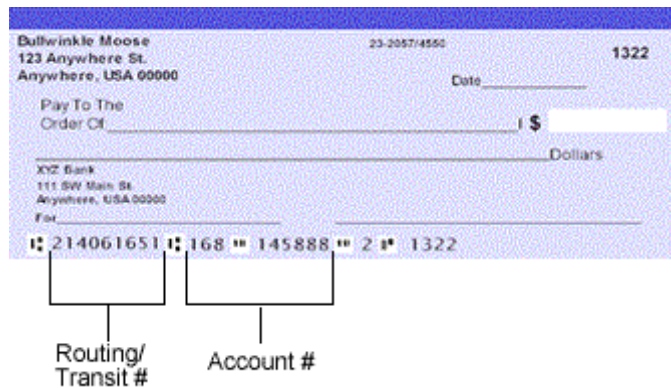 Bullwinkle Moose
123 Anywhere St.
Anywhere, USA 00000
23-2057/4550
1322
Date
Pay To The
Order Of
$
Dollars
XYZ Bank
111 SW Main St.
Anywhere, USA 00000
For
⑆ 214061651 ⑆ 168 ⑈ 145888 ⑈ 2 ⑈ 1322
Routing/
Transit #
Account #